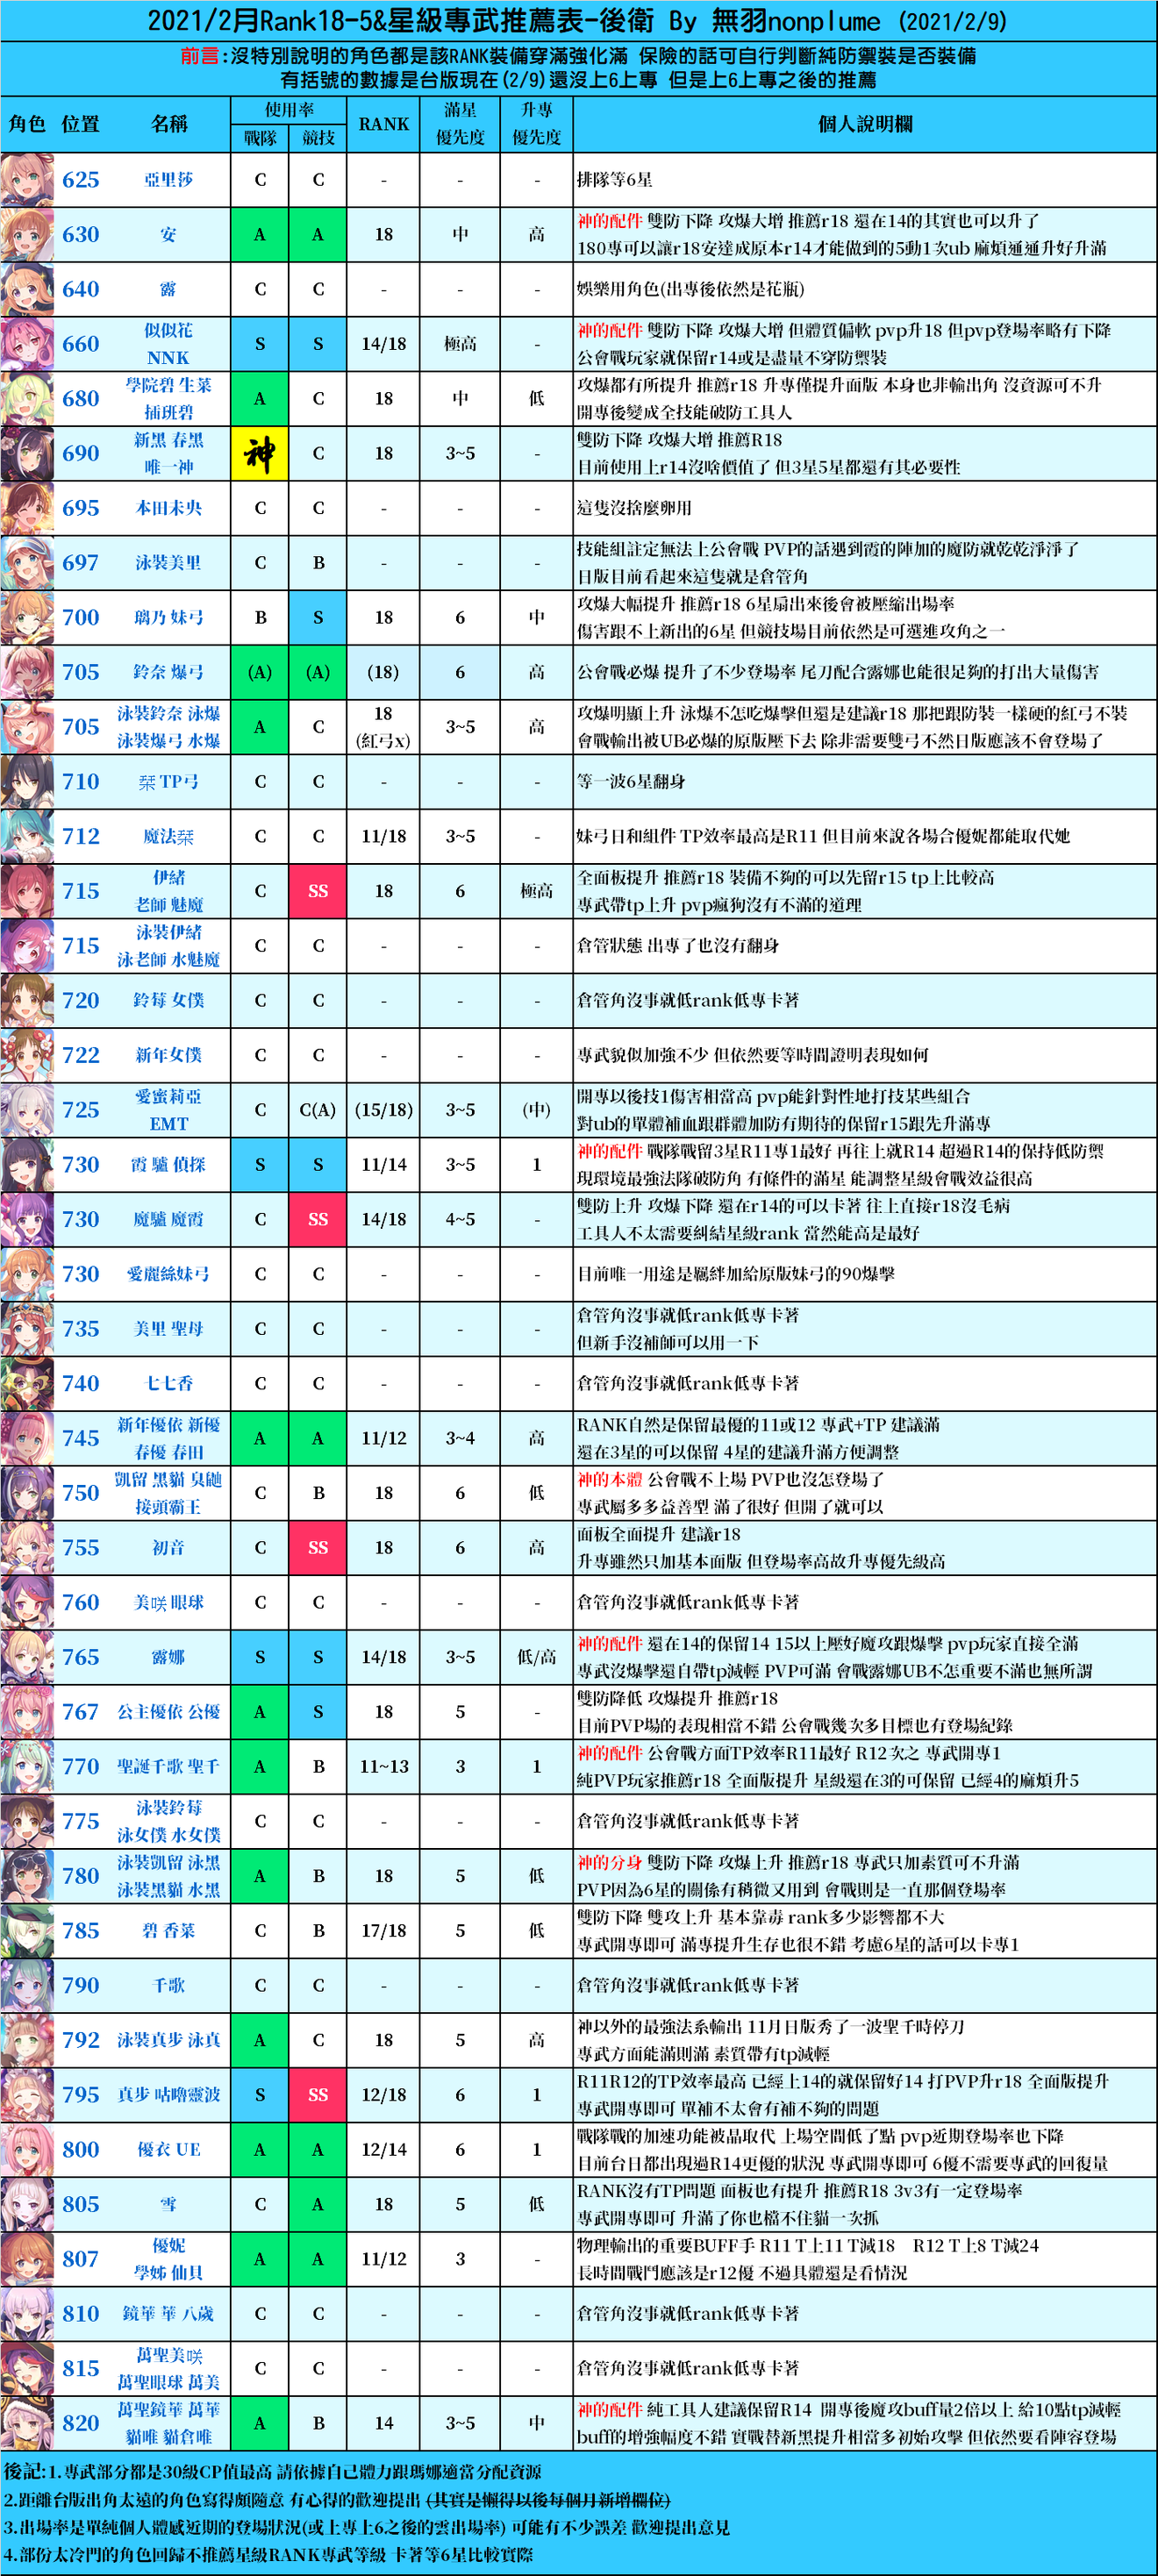 2021/2月Rank18-5&星級專武推薦表-後衛 By 無羽nonplume (2021/2/9)
前言:沒特別說明的角色都是該RANK裝備穿滿強化滿 保險的話可自行判斷純防禦裝是否裝備
有括號的數據是台版現在(2/9)還沒上6上專 但是上6上專之後的推薦
角色 位置 名稱 使用率 戰隊 競技 RANK 滿星優先度 升專優先度 個人說明欄
625 亞里莎 C C - - - 排隊等6星
630 安 A A 18 中 高 神的配件 雙防下降 攻爆大增 推薦r18 還在14的其實也可以升了
180專可以讓r18安達成原本r14才能做到的5動1次ub 麻煩通通升好升滿
640 露 C C - - - 娛樂用角色(出專後依然是花瓶)
660 似似花 NNK S S 14/18 極高 - 神的配件 雙防下降 攻爆大增 但體質偏軟 pvp升18 但pvp登場率略有下降
公會戰玩家就保留r14或是盡量不穿防禦裝
680 學院碧 生菜 插班碧 A C 18 中 低 攻爆都有所提升 推薦r18 升專僅提升面版 本身也非輸出角 沒資源可不升
開專後變成全技能破防工具人
690 新黑 春黑 唯一神 神 C 18 3~5 - 雙防下降 攻爆大增 推薦R18
目前使用上r14沒啥價值了 但3星5星都還有其必要性
695 本田未央 C C - - - 這隻沒捨麼卵用
697 泳裝美里 C B - - - 技能組註定無法上公會戰 PVP的話遇到霞的陣加的魔防就乾乾淨淨了
日版目前看起來這隻就是倉管角
700 璃乃 妹弓 B S 18 6 中 攻爆大幅提升 推薦r18 6星扇出來後會被壓縮出場率
傷害跟不上新出的6星 但競技場目前依然是可選進攻角之一
705 鈴奈 爆弓 (A) (A) (18) 6 高 公會戰必爆 提升了不少登場率 尾刀配合露娜也能很足夠的打出大量傷害
705 泳裝鈴奈 泳爆 泳裝爆弓 水爆 A C 18 (紅弓x) 3~5 高 攻爆明顯上升 泳爆不怎吃爆擊但還是建議r18 那把跟防裝一樣硬的紅弓不裝
會戰輸出被UB必爆的原版壓下去 除非需要雙弓不然日版應該不會登場了
710 栞 TP弓 C C - - - 等一波6星翻身
712 魔法栞 C C 11/18 3~5 - 妹弓日和組件 TP效率最高是R11 但目前來說各場合優妮都能取代她
715 伊緒 老師 魅魔 C SS 18 6 極高 全面板提升 推薦r18 裝備不夠的可以先留r15 tp上比較高
專武帶tp上升 pvp瘋狗沒有不滿的道理
715 泳裝伊緒 泳老師 水魅魔 C C - - - 倉管狀態 出專了也沒有翻身
720 鈴莓 女僕 C C - - - 倉管角沒事就低rank低專卡著
722 新年女僕 C C - - - 專武貌似加強不少 但依然要等時間證明表現如何
725 愛蜜莉亞 EMT C C(A) (15/18) 3~5 (中) 開專以後技1傷害相當高 pvp能針對性地打技某些組合
對ub的單體補血跟群體加防有期待的保留r15跟先升滿專
730 霞 驢 偵探 S S 11/14 3~5 1 神的配件 戰隊戰留3星R11專1最好 再往上就R14 超過R14的保持低防禦
現環境最強法隊破防角 有條件的滿星 能調整星級會戰效益很高
730 魔驢 魔霞 C SS 14/18 4~5 - 雙防上升 攻爆下降 還在r14的可以卡著 往上直接r18沒毛病
工具人不太需要糾結星級rank 當然能高是最好
730 愛麗絲妹弓 C C - - - 目前唯一用途是羈絆加給原版妹弓的90爆擊
735 美里 聖母 C C - - - 倉管角沒事就低rank低專卡著
但新手沒補師可以用一下
740 七七香 C C - - - 倉管角沒事就低rank低專卡著
745 新年優依 新優 春優 春田 A A 11/12 3~4 高 RANK自然是保留最優的11或12 專武+TP 建議滿
還在3星的可以保留 4星的建議升滿方便調整
750 凱留 黑貓 臭鼬 接頭霸王 C B 18 6 低 神的本體 公會戰不上場 PVP也沒怎登場了
專武屬多多益善型 滿了很好 但開了就可以
755 初音 C SS 18 6 高 面板全面提升 建議r18
升專雖然只加基本面版 但登場率高故升專優先級高
760 美咲 眼球 C C - - - 倉管角沒事就低rank低專卡著
765 露娜 S S 14/18 3~5 低/高 神的配件 還在14的保留14 15以上壓好魔攻跟爆擊 pvp玩家直接全滿
專武沒爆擊還自帶tp減輕 PVP可滿 會戰露娜UB不怎重要不滿也無所謂
767 公主優依 公優 A S 18 5 - 雙防降低 攻爆提升 推薦r18
目前PVP場的表現相當不錯 公會戰幾次多目標也有登場紀錄
770 聖誕千歌 聖千 A B 11~13 3 1 神的配件 公會戰方面TP效率R11最好 R12次之 專武開專1
純PVP玩家推薦r18 全面版提升 星級還在3的可保留 已經4的麻煩升5
775 泳裝鈴莓 泳女僕 水女僕 C C - - - 倉管角沒事就低rank低專卡著
780 泳裝凱留 泳黑 泳裝黑貓 水黑 A B 18 5 低 神的分身 雙防下降 攻爆上升 推薦r18 專武只加素質可不升滿
PVP因為6星的關係有稍微又用到 會戰則是一直那個登場率
785 碧 香菜 C B 17/18 5 低 雙防下降 雙攻上升 基本靠毒 rank多少影響都不大
專武開專即可 滿專提升生存也很不錯 考慮6星的話可以卡專1
790 千歌 C C - - - 倉管角沒事就低rank低專卡著
792 泳裝真步 泳真 A C 18 5 高 神以外的最強法系輸出 11月日版秀了一波聖千時停刀
專武方面能滿則滿 素質帶有tp減輕
795 真步 咕嚕靈波 S SS 12/18 6 1 R11R12的TP效率最高 已經上14的就保留好14 打PVP升r18 全面版提升
專武開專即可 單補不太會有補不夠的問題
800 優衣 UE A A 12/14 6 1 戰隊戰的加速功能被晶取代 上場空間低了點 pvp近期登場率也下降
目前台日都出現過R14更優的狀況 專武開專即可 6優不需要專武的回復量
805 雪 C A 18 5 低 RANK沒有TP問題 面板也有提升 推薦R18 3v3有一定登場率
專武開專即可 升滿了你也檔不住貓一次抓
807 優妮 學姊 仙貝 A A 11/12 3 - 物理輸出的重要BUFF手 R11 T上11 T減18 R12 T上8 T減24
長時間戰鬥應該是r12優 不過具體還是看情況
810 鏡華 華 八歲 C C - - - 倉管角沒事就低rank低專卡著
815 萬聖美咲 萬聖眼球 萬美 C C - - - 倉管角沒事就低rank低專卡著
820 萬聖鏡華 萬華 貓唯 貓倉唯 A B 14 3~5 中 神的配件 純工具人建議保留R14 開專後魔攻buff量2倍以上 給10點tp減輕
buff的增強幅度不錯 實戰替新黑提升相當多初始攻擊 但依然要看陣容登場
後記:1.專武部分都是30級CP值最高 請依據自己體力跟瑪娜適當分配資源
2.距離台版出角太遠的角色寫得頗隨意 有心得的歡迎提出 (其實是懶得以後每個月新增欄位)
3.出場率是單純個人體感近期的登場狀況(或上專上6之後的雲出場率) 可能有不少誤差 歡迎提出意見
4.部份太冷門的角色回歸不推薦星級RANK專武等級 卡著等6星比較實際